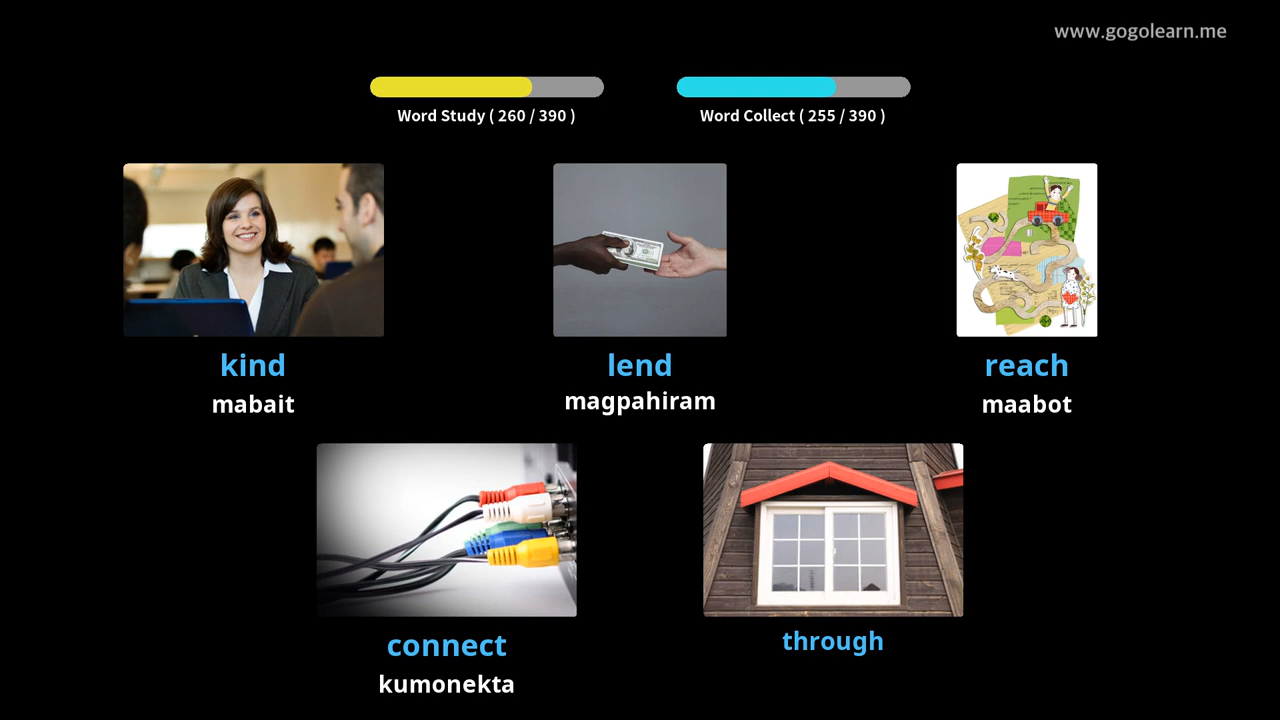 www.gogolearn.me
Word Study ( 260 / 390 )
Word Collect ( 255 / 390 )
kind
mabait
lend
magpahiram
reach
maabot
connect
kumonekta
through